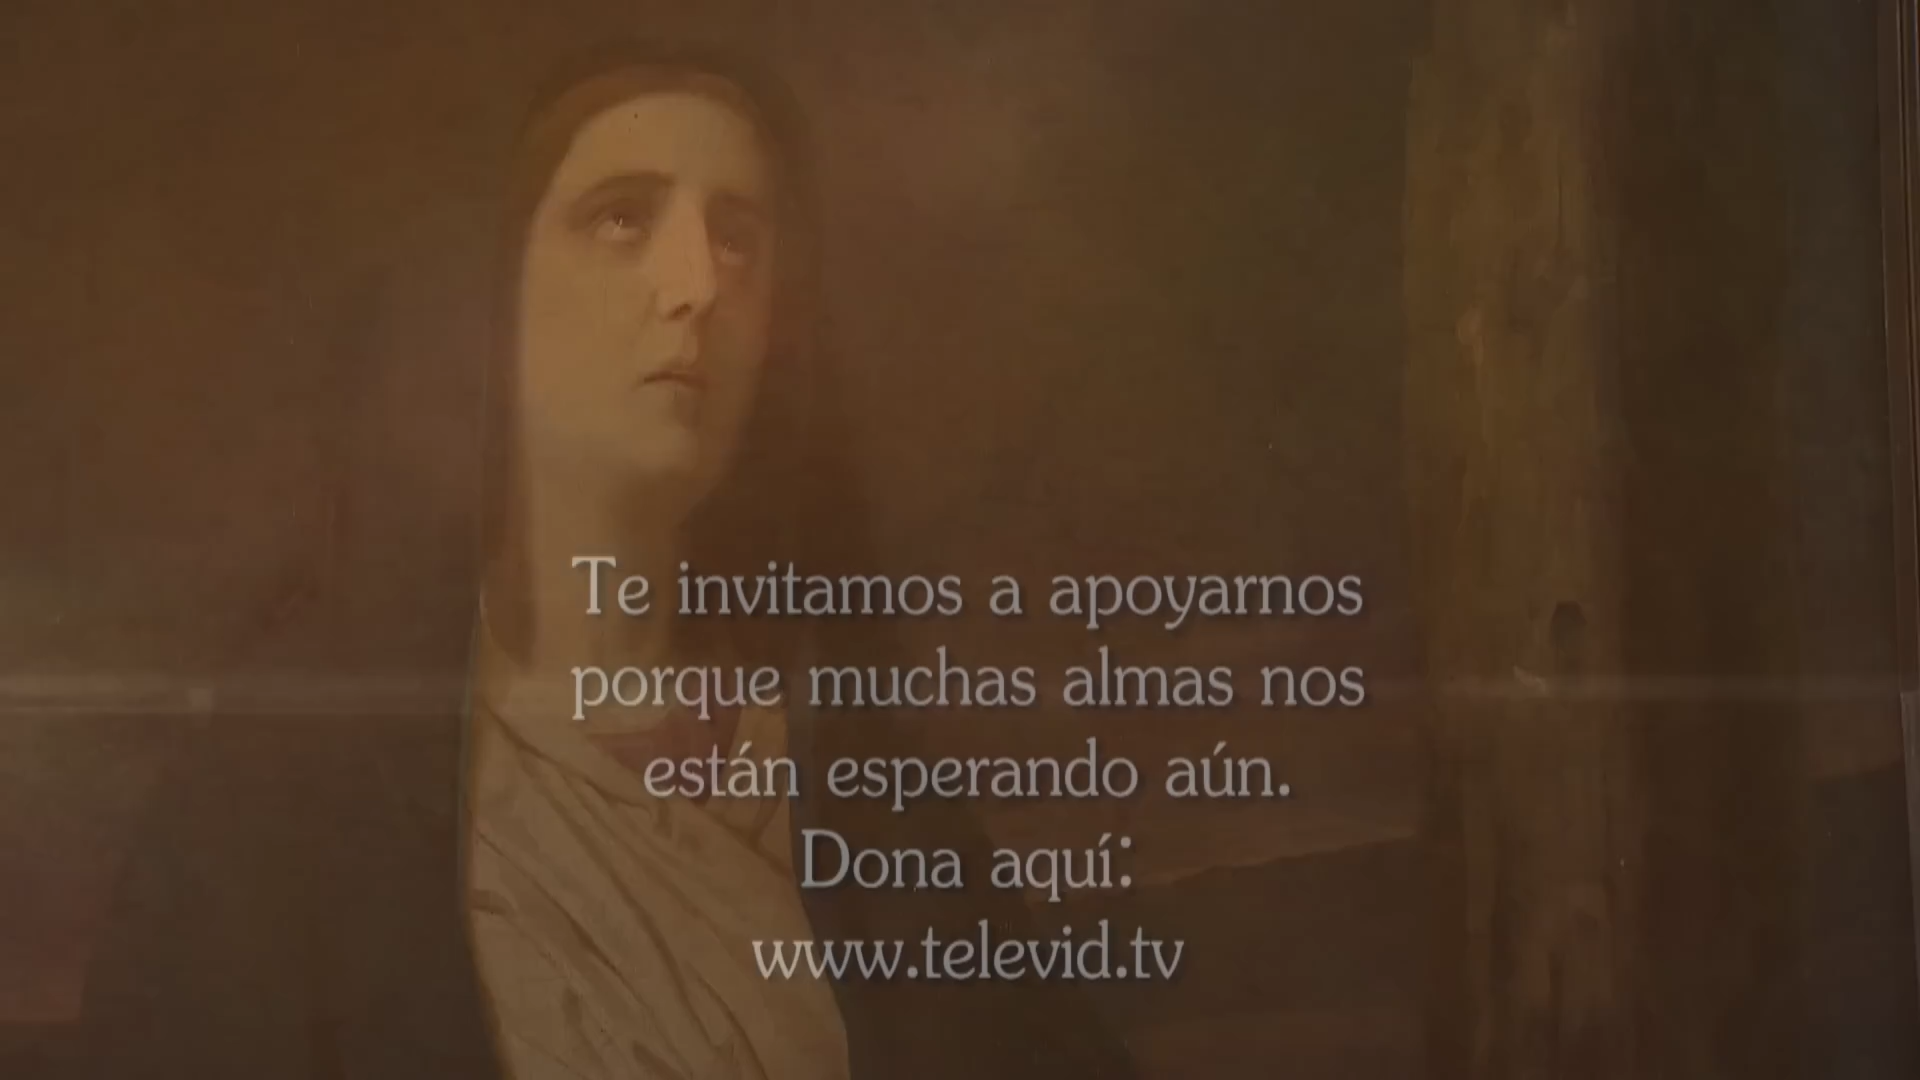 Te invitamos a apoyarnos
porque muchas almas nos
están esperando aún.
Dona aquí:
www.televid.tv